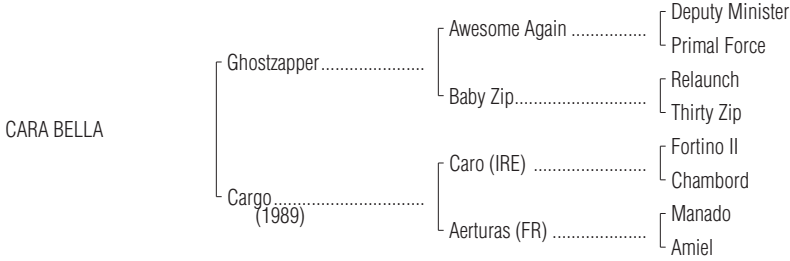 Deputy Minister
Awesome Again ................
Primal Force
Ghostzapper......................
Relaunch
Baby Zip............................
Thirty Zip
CARA BELLA
Fortino II
Caro (IRE) ........................
Chambord
Cargo................................
(1989)
Manado
Aerturas (FR) ....................
Amiel